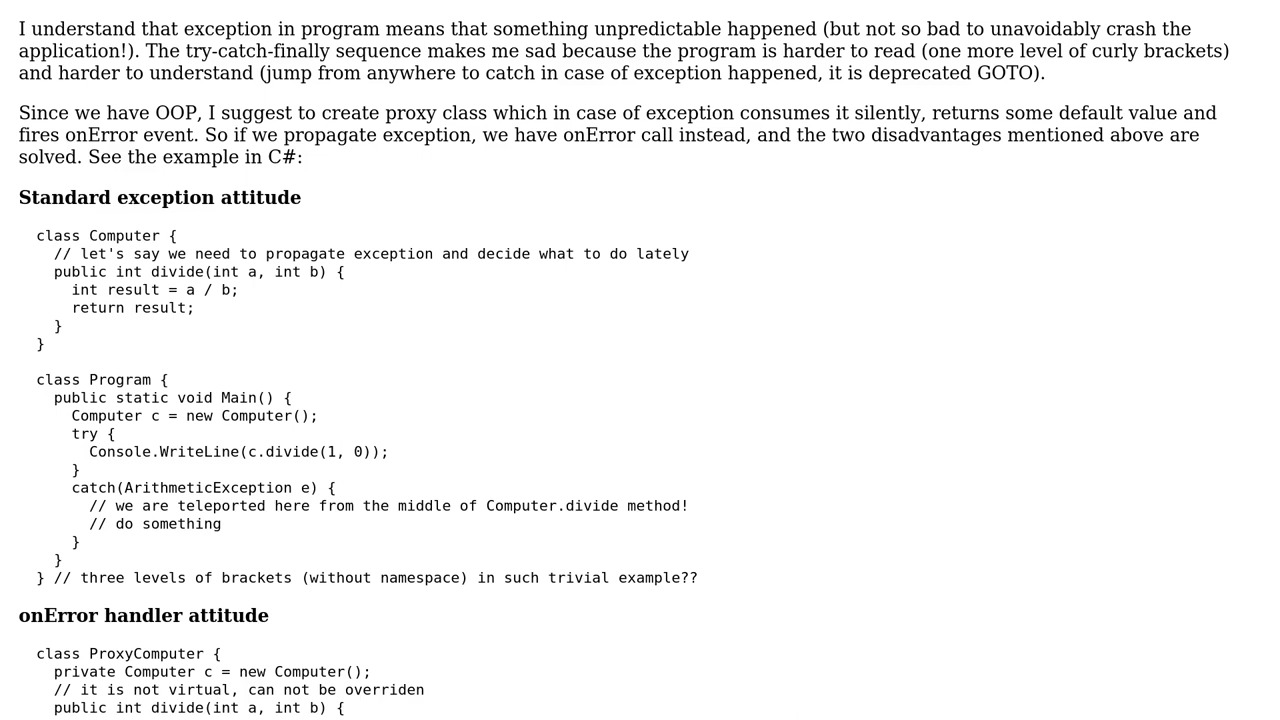 I understand that exception in program means that something unpredictable happened (but not so bad to unavoidably crash the
application!). The try-catch-finally sequence makes me sad because the program is harder to read (one more level of curly brackets)
and harder to understand (jump from anywhere to catch in case of exception happened, it is deprecated GOTO).
Since we have OOP, I suggest to create proxy class which in case of exception consumes it silently, returns some default value and
fires onError event. So if we propagate exception, we have onError call instead, and the two disadvantages mentioned above are
solved. See the example in C#:
Standard exception attitude
class Computer {
  // let's say we need to propagate exception and decide what to do lately
  public int divide(int a, int b) {
    int result = a / b;
    return result;
  }
}
class Program {
  public static void Main() {
    Computer c = new Computer();
    try {
      Console.WriteLine(c.divide(1, 0));
    }
    catch(ArithmeticException e) {
      // we are teleported here from the middle of Computer.divide method!
      // do something
    }
  }
} // three levels of brackets (without namespace) in such trivial example??
onError handler attitude
class ProxyComputer {
  private Computer c = new Computer();
  // it is not virtual, can not be overriden
  public int divide(int a, int b) {